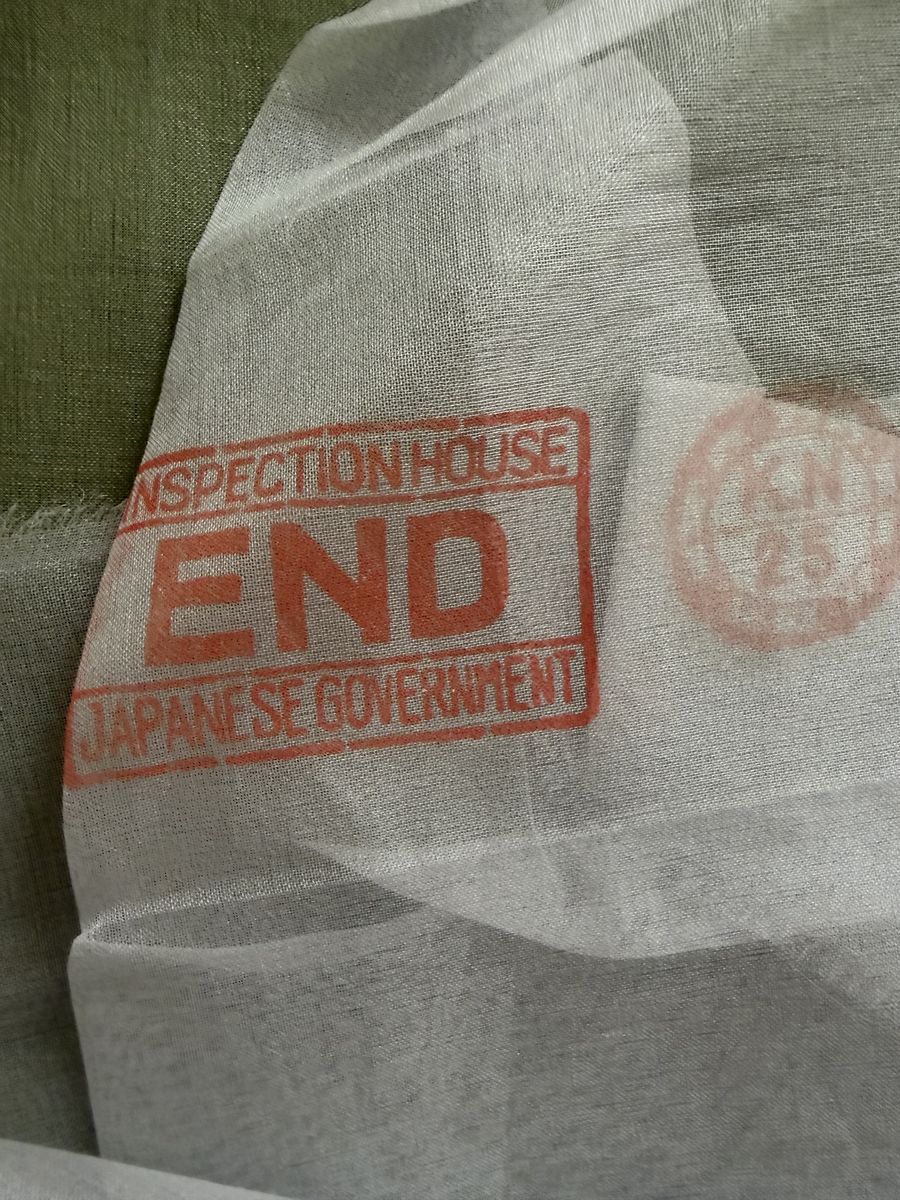 INSPECTION HOUSE
END
JAPANESE GOVERNMENT
25